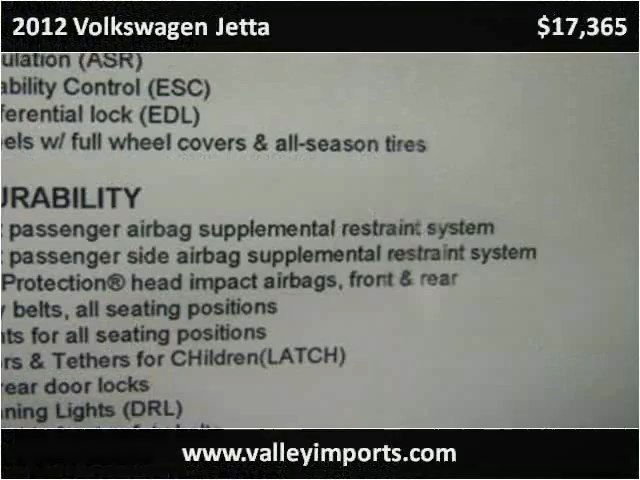 2012 Volkswagen Jetta $17,365
ulation (ASR)
ability Control (ESC)
ferential lock (EDL)
els w/ full wheel covers & all-season tires
URABILITY
passenger airbag supplemental restraint system
passenger side airbag supplemental restraint system
Protection® head impact airbags, front & rear
y belts, all seating positions
nts for all seating positions
rs & Tethers for CHildren(LATCH)
rear door locks
nning Lights (DRL)
www.valleyimports.com